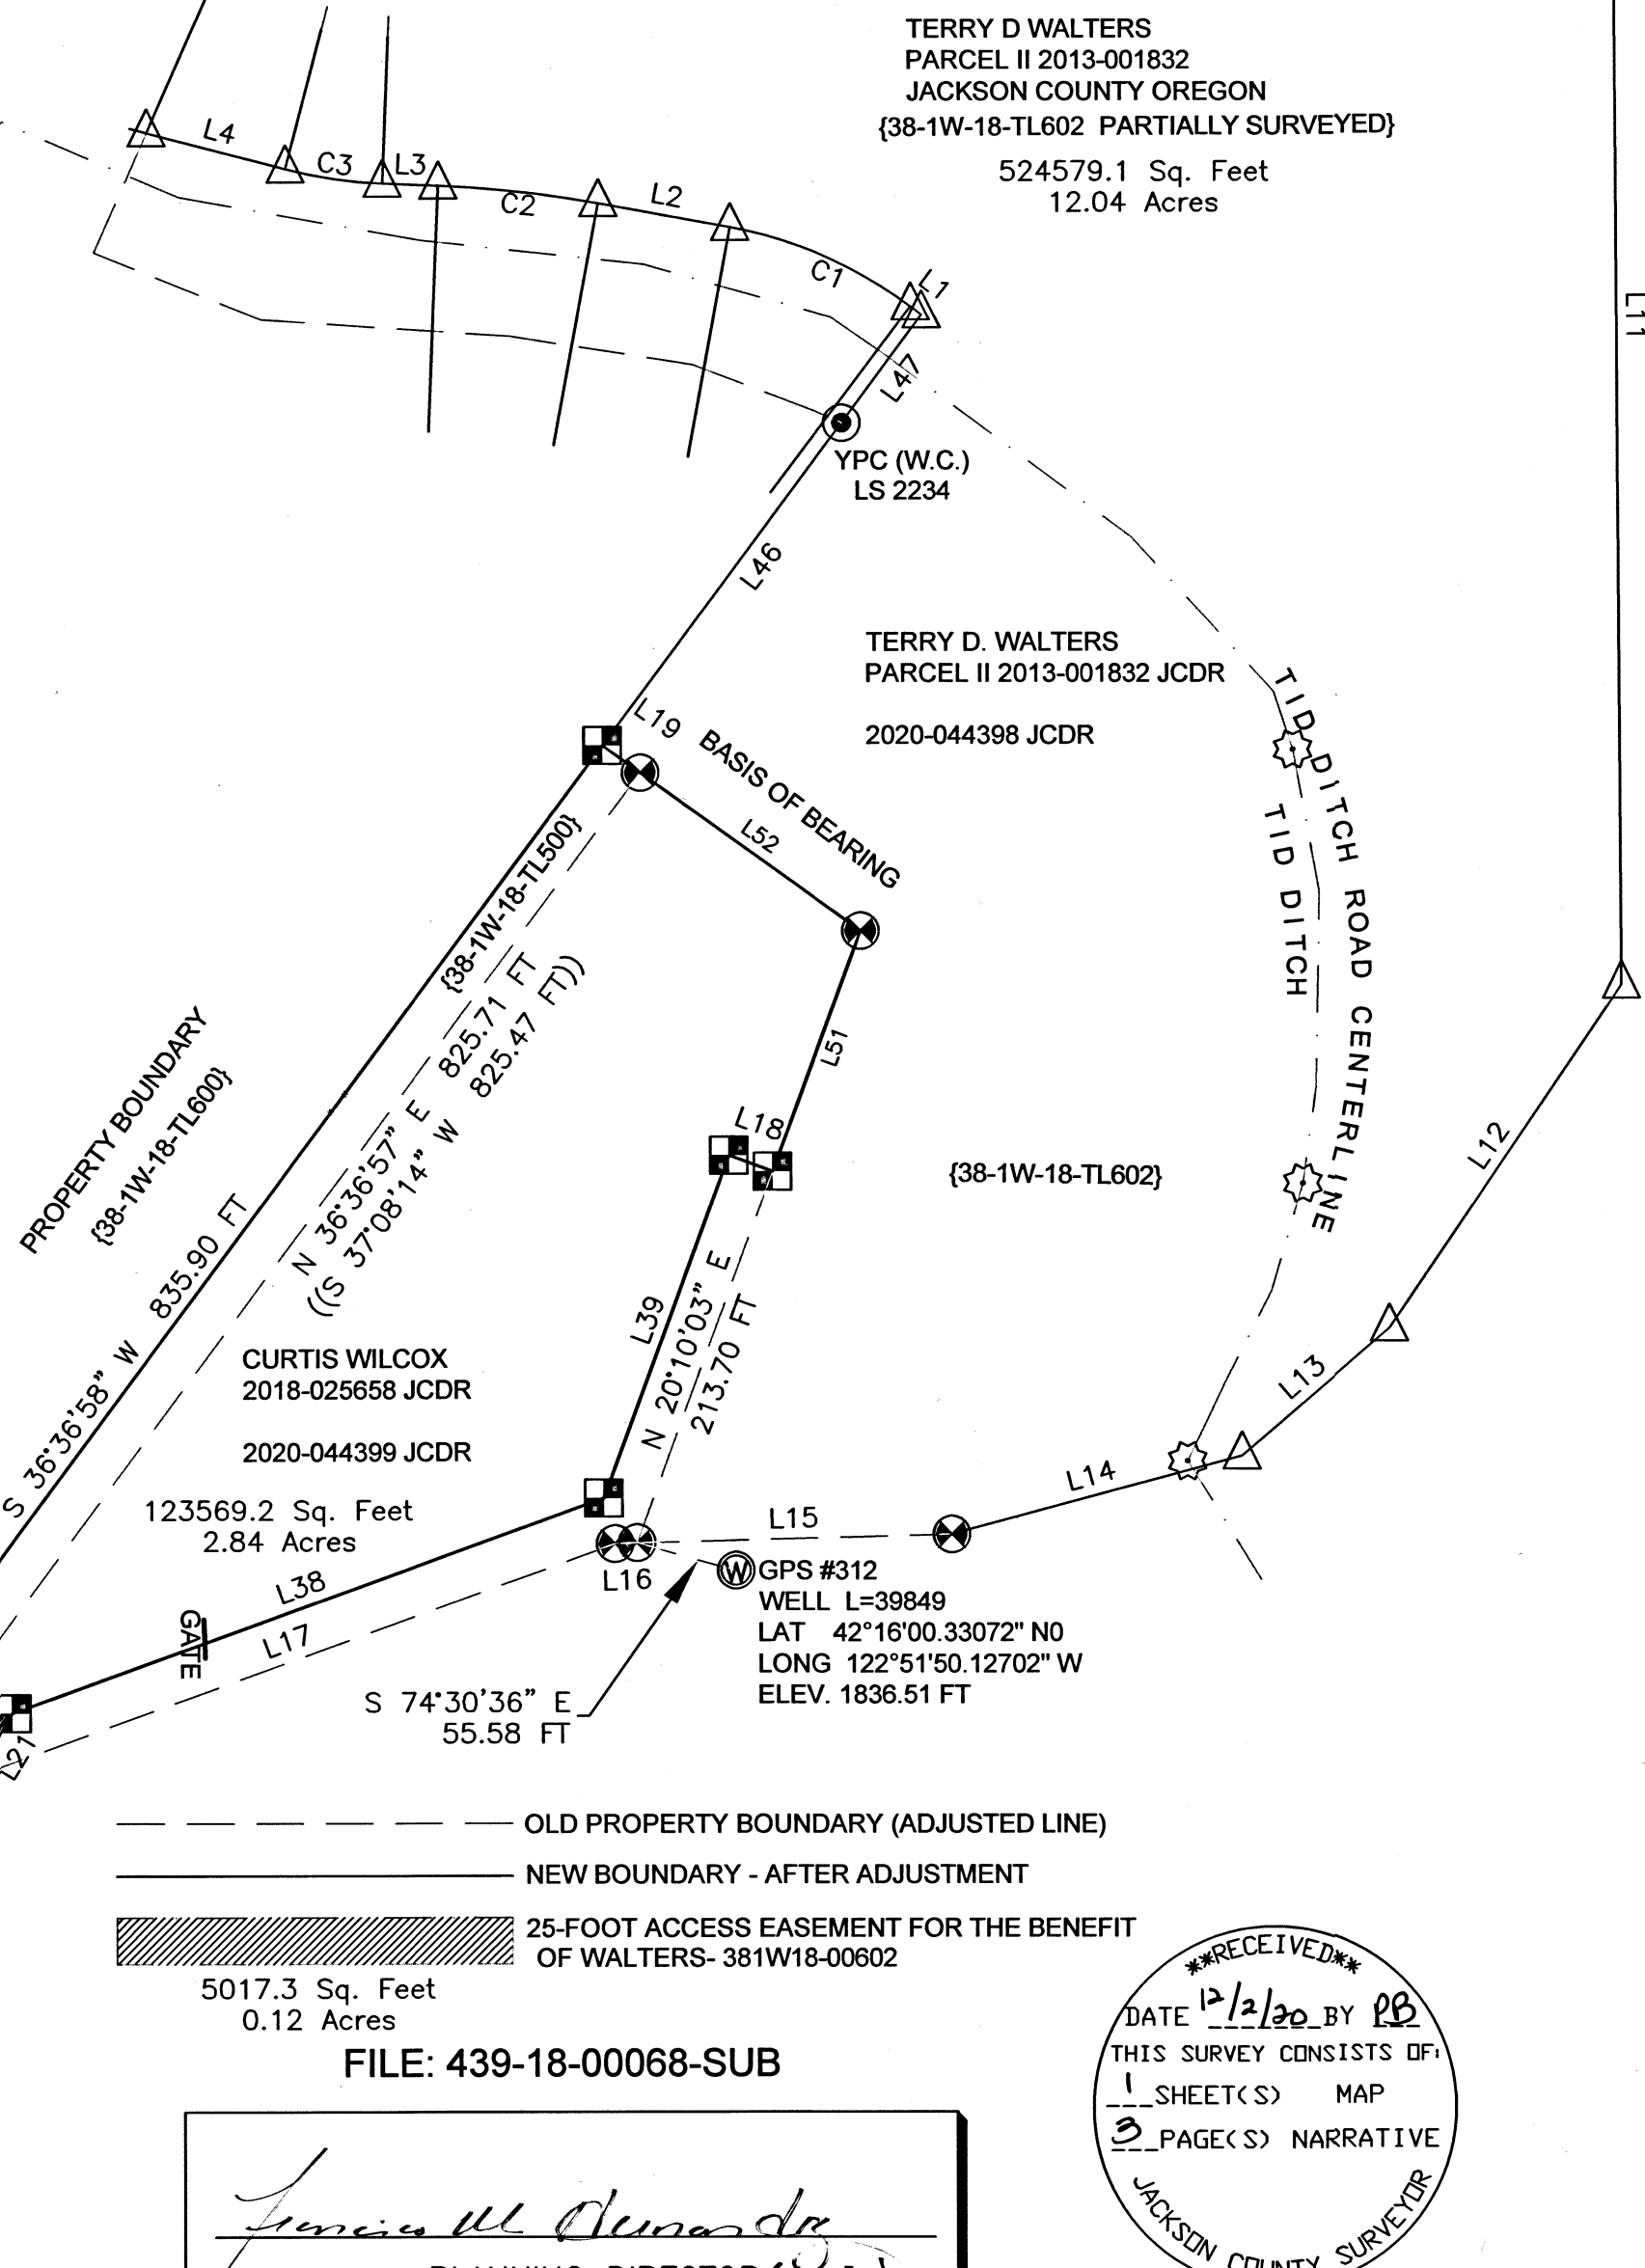 TERRY D WALTERS
PARCEL II 2013-001832
JACKSON COUNTY OREGON
{38-1W-18-TL602 PARTIALLY SURVEYED}
524579.1 Sq. Feet
12.04 Acres
L4
C3
L3
C2
L2
C1
L1
L11
L47
YPC (W.C.)
LS 2234
L46
TERRY D. WALTERS
PARCEL II 2013-001832 JCDR
2020-044398 JCDR
L19
BASIS OF BEARING
L52
TID DITCH ROAD CENTERLINE
TID DITCH
{38-1W-18-TL500}
N 36°36'57" E 825.71 FT
((S 37°08'14" W 825.47 FT))
L51
PROPERTY BOUNDARY
{38-1W-18-TL600}
L18
{38-1W-18-TL602}
L12
S 36°36'58" W 835.90 FT
L39
N 20°10'03" E
213.70 FT
CURTIS WILCOX
2018-025658 JCDR
2020-044399 JCDR
123569.2 Sq. Feet
2.84 Acres
L13
L14
L15
L16
W
GPS #312
WELL L=39849
LAT 42°16'00.33072" N0
LONG 122°51'50.12702" W
ELEV. 1836.51 FT
L38
GATE
L17
S 74°30'36" E
55.58 FT
L21
OLD PROPERTY BOUNDARY (ADJUSTED LINE)
NEW BOUNDARY - AFTER ADJUSTMENT
25-FOOT ACCESS EASEMENT FOR THE BENEFIT
OF WALTERS- 381W18-00602
5017.3 Sq. Feet
0.12 Acres
FILE: 439-18-00068-SUB
**RECEIVED**
DATE 12/2/20 BY PB
THIS SURVEY CONSISTS OF:
1 SHEET(S) MAP
3 PAGE(S) NARRATIVE
JACKSON COUNTY SURVEYOR
PLANNING DIRECTOR